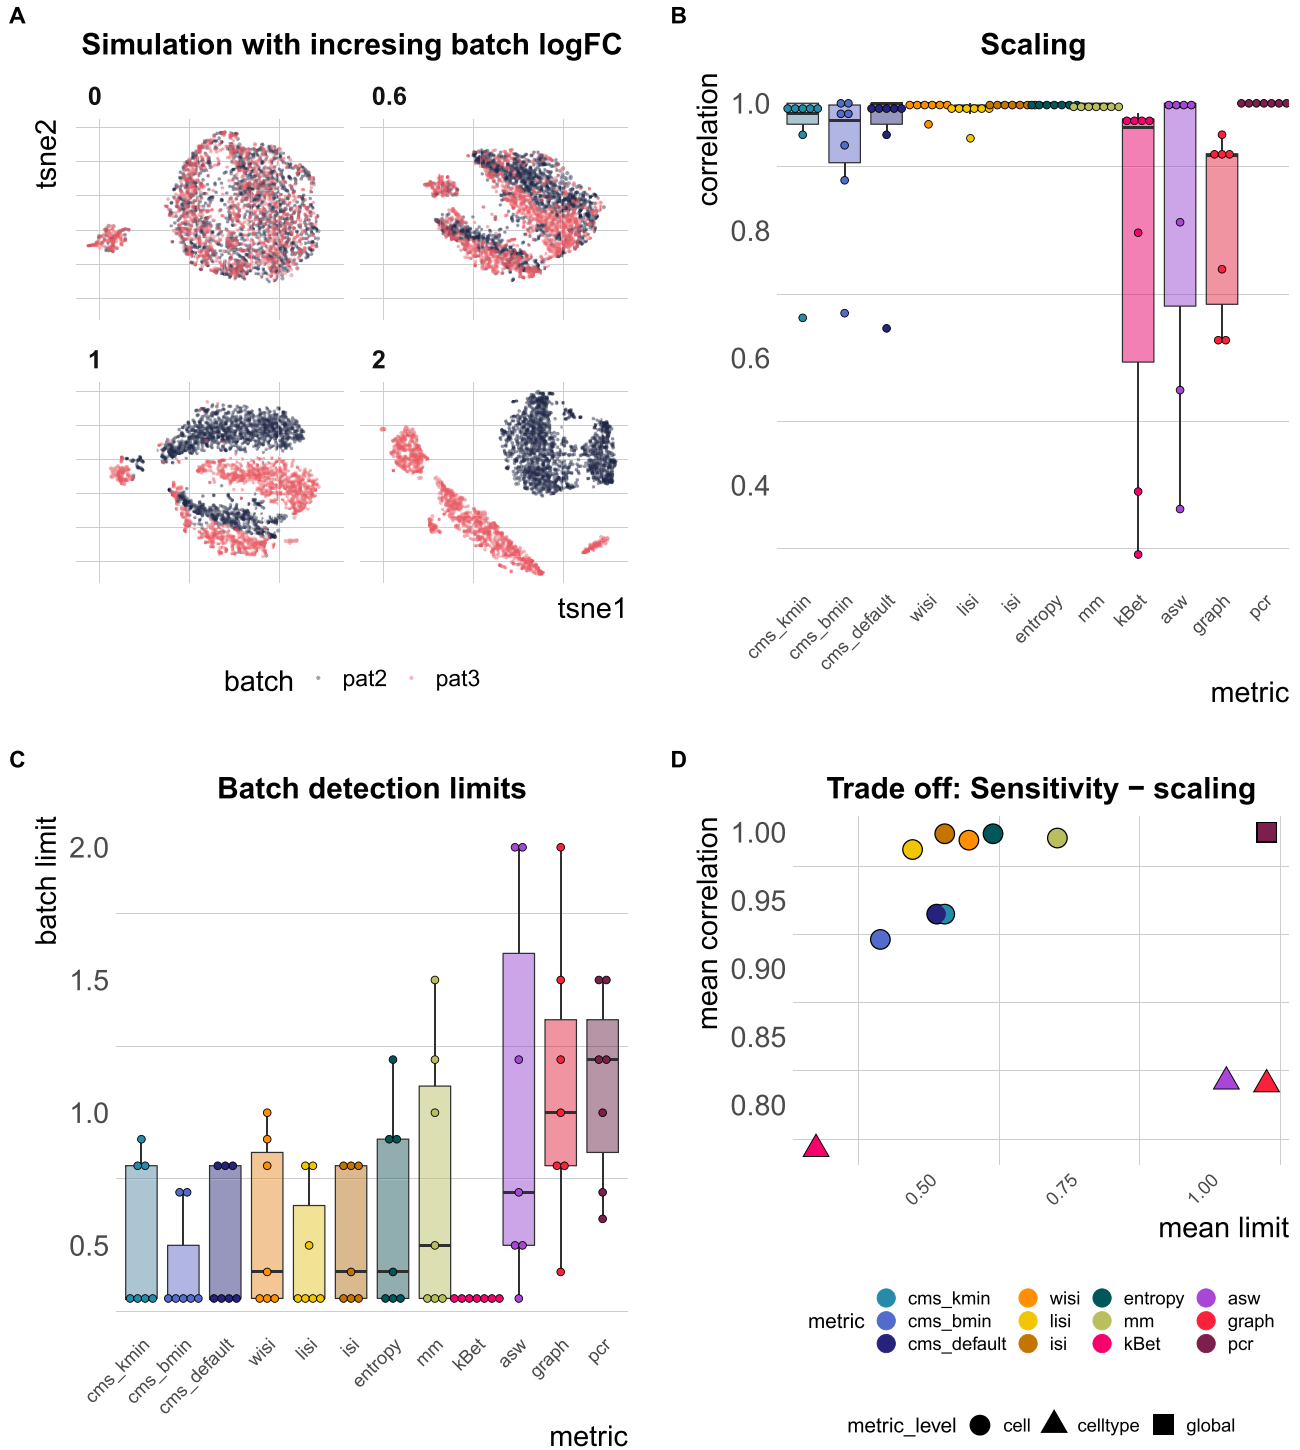 A
Simulation with incresing batch logFC
0
0.6
tsne2
1
2
tsne1
batch
pat2
pat3
B
Scaling
correlation
1.0
0.8
0.6
0.4
cms_kmin
cms_bmin
cms_default
wisi
lisi
isi
entropy
mm
kBet
asw
graph
pcr
metric
C
Batch detection limits
batch limit
2.0
1.5
1.0
0.5
cms_kmin
cms_bmin
cms_default
wisi
lisi
isi
entropy
mm
kBet
asw
graph
pcr
metric
D
Trade off: Sensitivity − scaling
mean correlation
1.00
0.95
0.90
0.85
0.80
0.50
0.75
1.00
mean limit
metric
cms_kmin
cms_bmin
cms_default
wisi
lisi
isi
entropy
mm
kBet
asw
graph
pcr
metric_level
cell
celltype
global